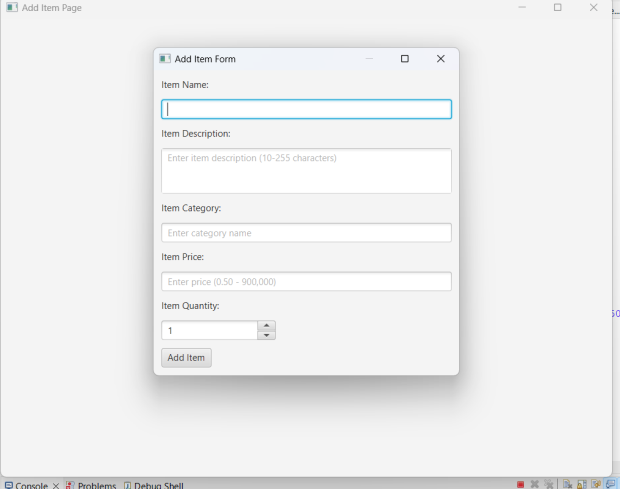 Add Item Page
Add Item Form
Item Name:
Item Description:
Enter item description (10-255 characters)
Item Category:
Enter category name
Item Price:
Enter price (0.50 - 900,000)
Item Quantity:
1
Add Item
Console
Problems
Debug Shell